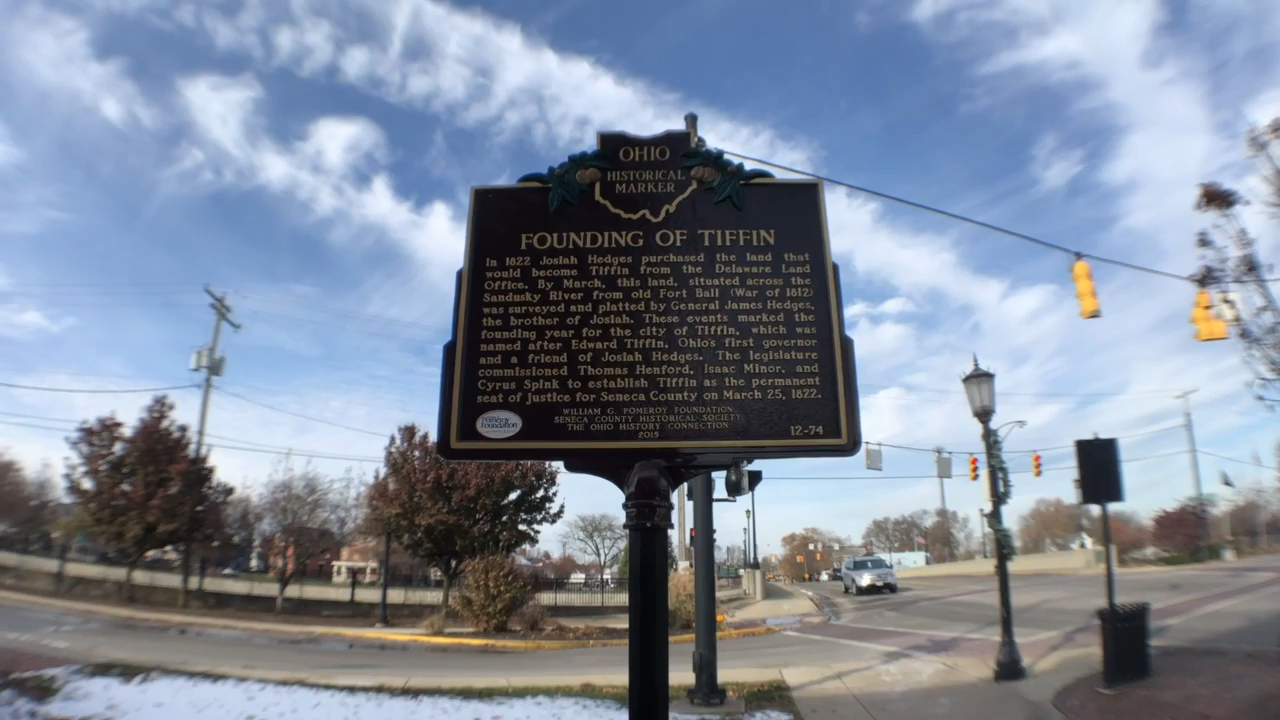 OHIO
HISTORICAL
MARKER
FOUNDING OF TIFFIN
In 1822 Josiah Hedges purchased the land that
would become Tiffin from the Delaware Land
Office. By March, this land, situated across the
Sandusky River from old Fort Ball (War of 1812)
was surveyed and platted by General James Hedges,
the brother of Josiah. These events marked the
founding year for the city of Tiffin, which was
named after Edward Tiffin, Ohio's first governor
and a friend of Josiah Hedges. The legislature
commissioned Thomas Henford, Isaac Minor, and
Cyrus Spink to establish Tiffin as the permanent
seat of justice for Seneca County on March 25, 1822.
WILLIAM G. POMEROY FOUNDATION
SENECA COUNTY HISTORICAL SOCIETY
THE OHIO HISTORY CONNECTION
2015
12-74
Pomeroy
Foundation